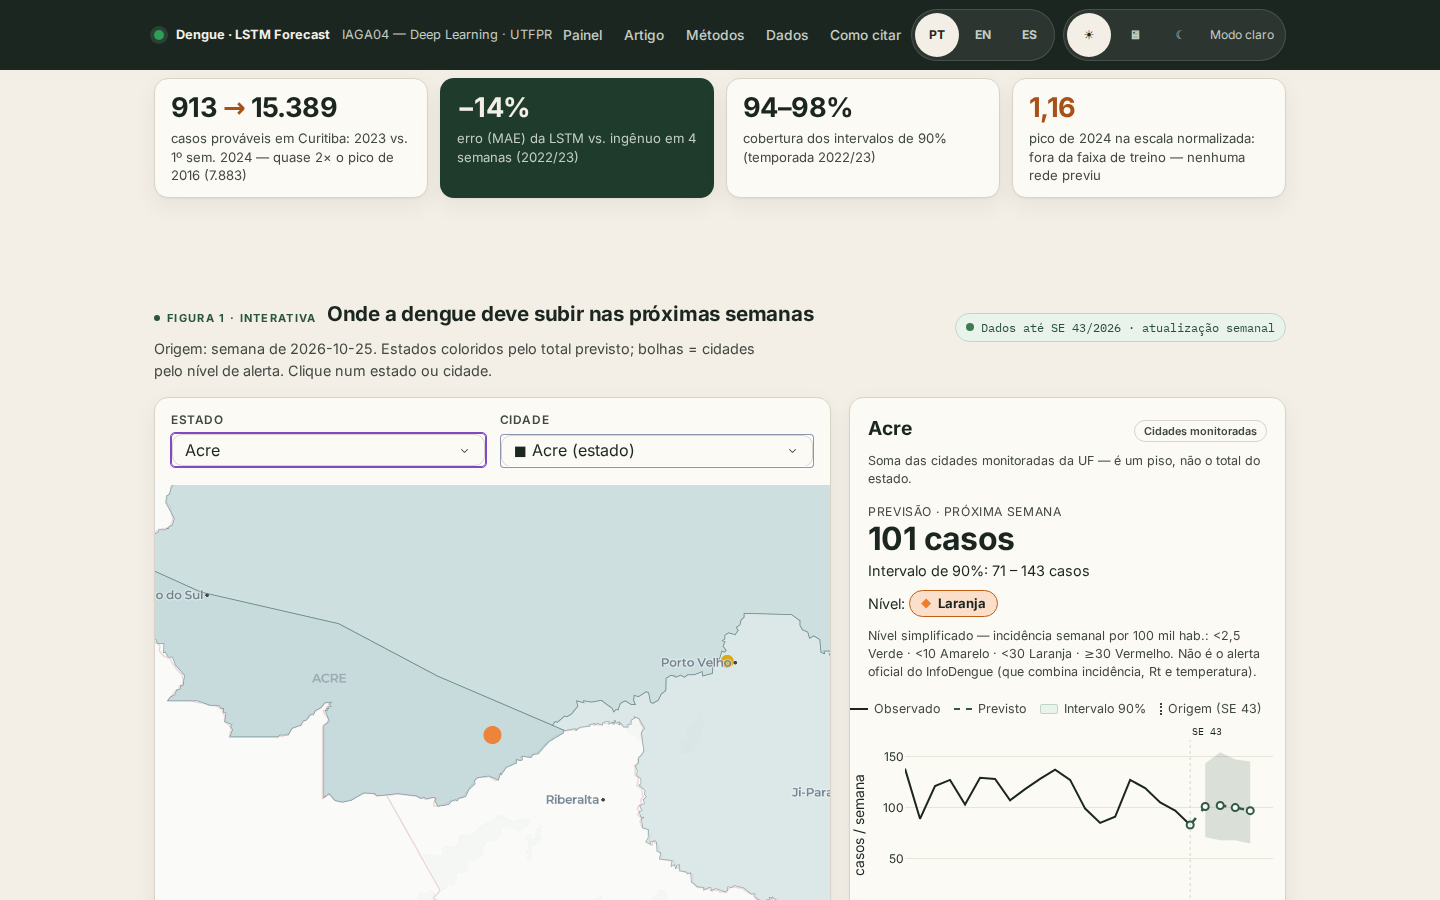 Dengue · LSTM Forecast IAGA04 — Deep Learning · UTFPR Painel Artigo Métodos Dados Como citar PT EN ES Modo claro
913 → 15.389
casos prováveis em Curitiba: 2023 vs.
1º sem. 2024 — quase 2× o pico de
2016 (7.883)
−14%
erro (MAE) da LSTM vs. ingênuo em 4
semanas (2022/23)
94–98%
cobertura dos intervalos de 90%
(temporada 2022/23)
1,16
pico de 2024 na escala normalizada:
fora da faixa de treino — nenhuma
rede previu
FIGURA 1 · INTERATIVA Onde a dengue deve subir nas próximas semanas
Dados até SE 43/2026 · atualização semanal
Origem: semana de 2026-10-25. Estados coloridos pelo total previsto; bolhas = cidades
pelo nível de alerta. Clique num estado ou cidade.
ESTADO
Acre
CIDADE
■ Acre (estado)
o do Sul
ACRE
Porto Velho
Riberalta
Ji-Para
Acre
Cidades monitoradas
Soma das cidades monitoradas da UF — é um piso, não o total do
estado.
PREVISÃO · PRÓXIMA SEMANA
101 casos
Intervalo de 90%: 71 – 143 casos
Nível: Laranja
Nível simplificado — incidência semanal por 100 mil hab.: <2,5
Verde · <10 Amarelo · <30 Laranja · ≥30 Vermelho. Não é o alerta
oficial do InfoDengue (que combina incidência, Rt e temperatura).
Observado Previsto Intervalo 90% Origem (SE 43)
SE 43
150
100
50
casos / semana